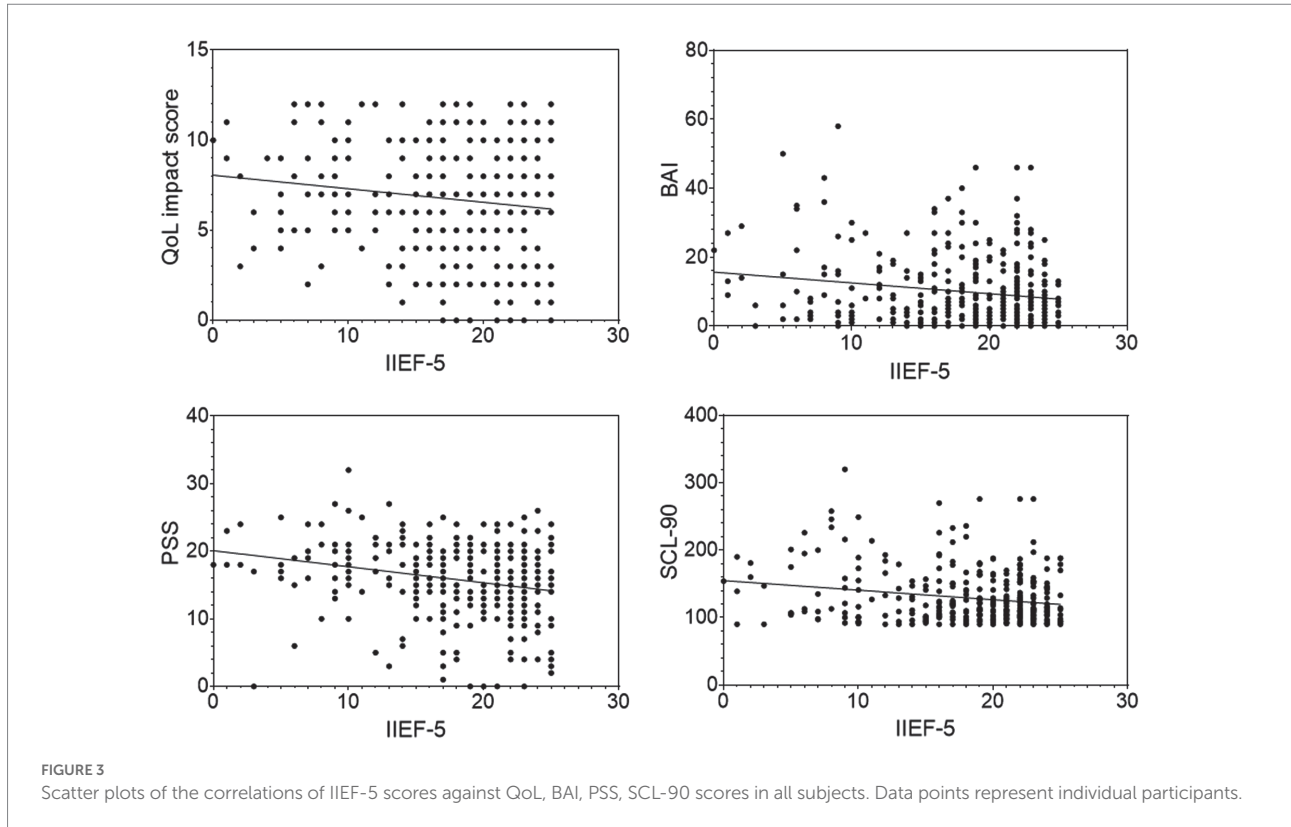 15
10
5
0
QoL impact score
0 10 20 30
IIEF-5
80
60
40
20
0
BAI
0 10 20 30
IIEF-5
40
30
20
10
0
PSS
0 10 20 30
IIEF-5
400
300
200
100
0
SCL-90
0 10 20 30
IIEF-5
FIGURE 3
Scatter plots of the correlations of IIEF-5 scores against QoL, BAI, PSS, SCL-90 scores in all subjects. Data points represent individual participants.